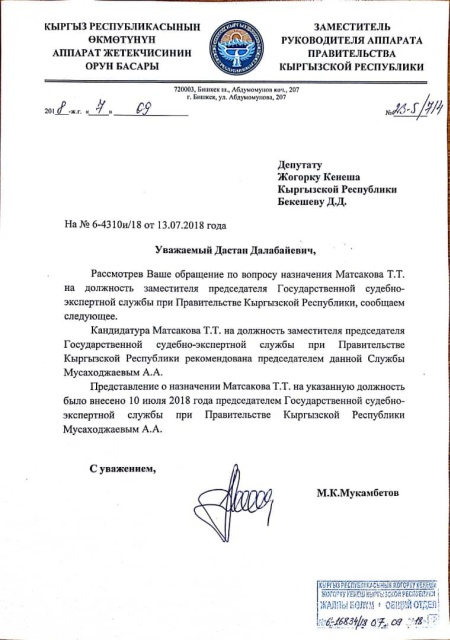 КЫРГЫЗ РЕСПУБЛИКАСЫНЫН
ӨКМӨТҮНҮН
АППАРАТ ЖЕТЕКЧИСИНИН
ОРУН БАСАРЫ
ЗАМЕСТИТЕЛЬ
РУКОВОДИТЕЛЯ АППАРАТА
ПРАВИТЕЛЬСТВА
КЫРГЫЗСКОЙ РЕСПУБЛИКИ
720003, Бишкек ш., Абдумомунов көч., 207
г. Бишкек, ул. Абдумомунова, 207
2018-ж.г. «7» 09
№ 23-5/714
Депутату
Жогорку Кенеша
Кыргызской Республики
Бекешеву Д.Д.
На № 6-4310и/18 от 13.07.2018 года
Уважаемый Дастан Далабайевич,
Рассмотрев Ваше обращение по вопросу назначения Матсакова Т.Т.
на должность заместителя председателя Государственной судебно-
экспертной службы при Правительстве Кыргызской Республики, сообщаем
следующее.
Кандидатура Матсакова Т.Т. на должность заместителя председателя
Государственной судебно-экспертной службы при Правительстве
Кыргызской Республики рекомендована председателем данной Службы
Мусаходжаевым А.А.
Представление о назначении Матсакова Т.Т. на указанную должность
было внесено 10 июля 2018 года председателем Государственной судебно-
экспертной службы при Правительстве Кыргызской Республики
Мусаходжаевым А.А.
С уважением,
М.К.Мукамбетов
КЫРГЫЗ РЕСПУБЛИКАСЫНЫН ЖОГОРКУ КЕҢЕШИ
ЖОГОРКУ КЕНЕШ КЫРГЫЗСКОЙ РЕСПУБЛИКИ
ЖАЛПЫ БӨЛҮМ • ОБЩИЙ ОТДЕЛ
6-16834/18 07 09 18